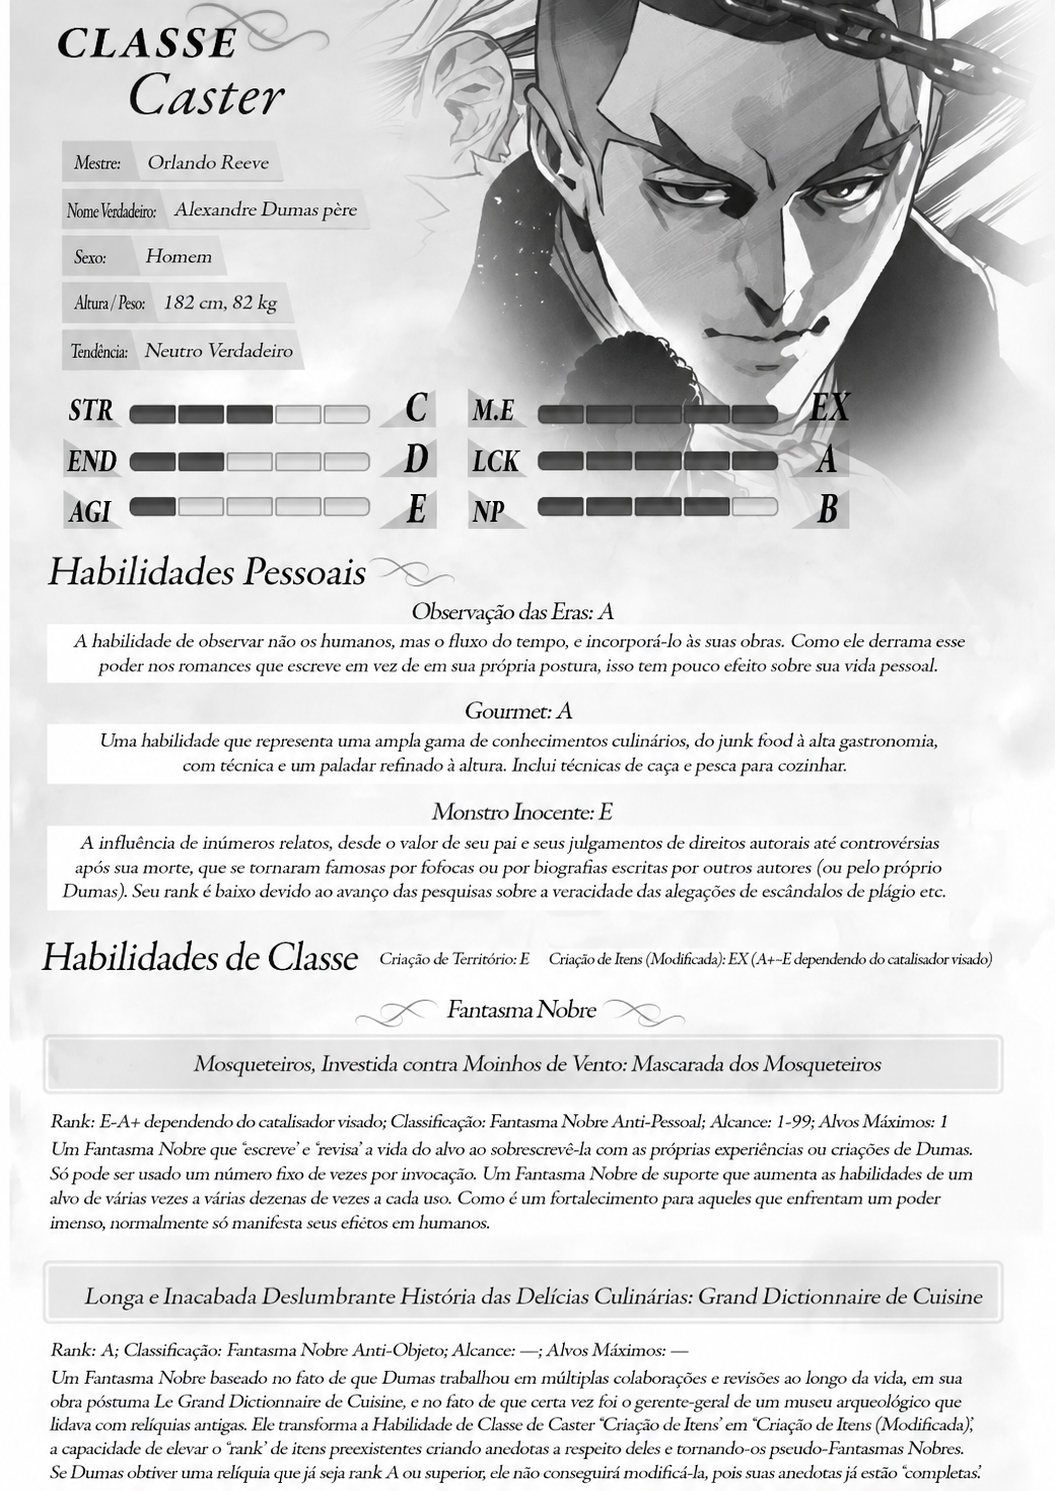 CLASSE
Caster
Mestre: Orlando Reeve
Nome Verdadeiro: Alexandre Dumas père
Sexo: Homem
Altura / Peso: 182 cm, 82 kg
Tendência: Neutro Verdadeiro
STR C M.E EX
END D LCK A
AGI E NP B
Habilidades Pessoais
Observação das Eras: A
A habilidade de observar não os humanos, mas o fluxo do tempo, e incorporá-lo às suas obras. Como ele derrama esse
poder nos romances que escreve em vez de em sua própria postura, isso tem pouco efeito sobre sua vida pessoal.
Gourmet: A
Uma habilidade que representa uma ampla gama de conhecimentos culinários, do junk food à alta gastronomia,
com técnica e um paladar refinado à altura. Inclui técnicas de caça e pesca para cozinhar.
Monstro Inocente: E
A influência de inúmeros relatos, desde o valor de seu pai e seus julgamentos de direitos autorais até controvérsias
após sua morte, que se tornaram famosas por fofocas ou por biografias escritas por outros autores (ou pelo próprio
Dumas). Seu rank é baixo devido ao avanço das pesquisas sobre a veracidade das alegações de escândalos de plágio etc.
Habilidades de Classe Criação de Território: E Criação de Itens (Modificada): EX (A+~E dependendo do catalisador visado)
Fantasma Nobre
Mosqueteiros, Investida contra Moinhos de Vento: Mascarada dos Mosqueteiros
Rank: E-A+ dependendo do catalisador visado; Classificação: Fantasma Nobre Anti-Pessoal; Alcance: 1-99; Alvos Máximos: 1
Um Fantasma Nobre que 'escreve' e 'revisa' a vida do alvo ao sobrescrevê-la com as próprias experiências ou criações de Dumas.
Só pode ser usado um número fixo de vezes por invocação. Um Fantasma Nobre de suporte que aumenta as habilidades de um
alvo de várias vezes a várias dezenas de vezes a cada uso. Como é um fortalecimento para aqueles que enfrentam um poder
imenso, normalmente só manifesta seus efietos em humanos.
Longa e Inacabada Deslumbrante História das Delícias Culinárias: Grand Dictionnaire de Cuisine
Rank: A; Classificação: Fantasma Nobre Anti-Objeto; Alcance: —; Alvos Máximos: —
Um Fantasma Nobre baseado no fato de que Dumas trabalhou em múltiplas colaborações e revisões ao longo da vida, em sua
obra póstuma Le Grand Dictionnaire de Cuisine, e no fato de que certa vez foi o gerente-geral de um museu arqueológico que
lidava com relíquias antigas. Ele transforma a Habilidade de Classe de Caster "Criação de Itens' em "Criação de Itens (Modificada)',
a capacidade de elevar o 'rank' de itens preexistentes criando anedotas a respeito deles e tornando-os pseudo-Fantasmas Nobres.
Se Dumas obtiver uma relíquia que já seja rank A ou superior, ele não conseguirá modificá-la, pois suas anedotas já estão "completas.'